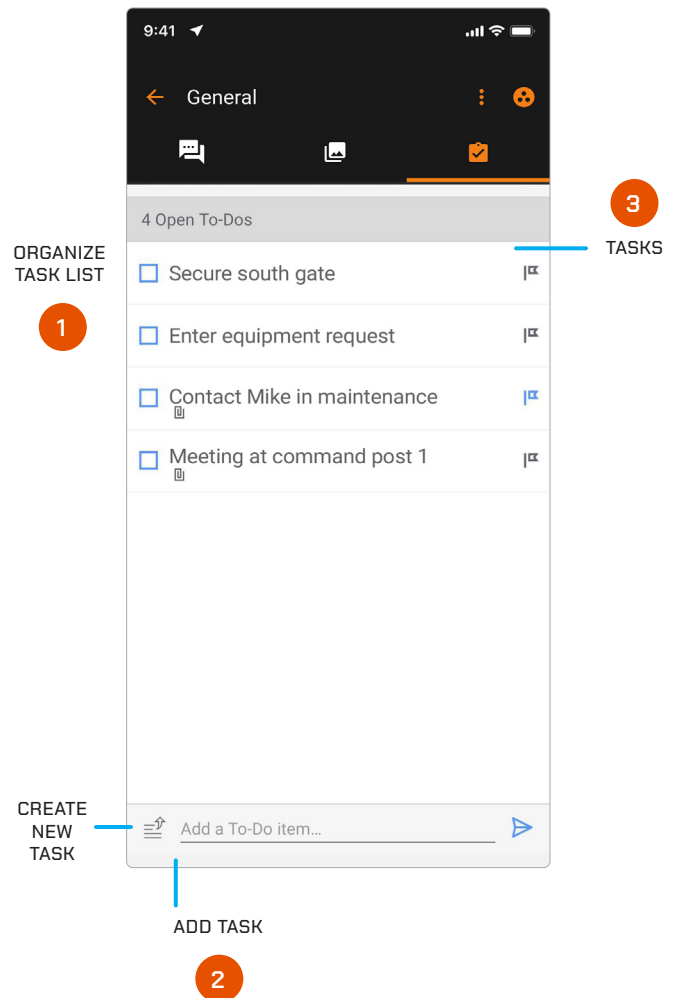 9:41
General
4 Open To-Dos
3
TASKS
ORGANIZE
TASK LIST
1
Secure south gate
Enter equipment request
Contact Mike in maintenance
Meeting at command post 1
CREATE
NEW
TASK
Add a To-Do item...
ADD TASK
2